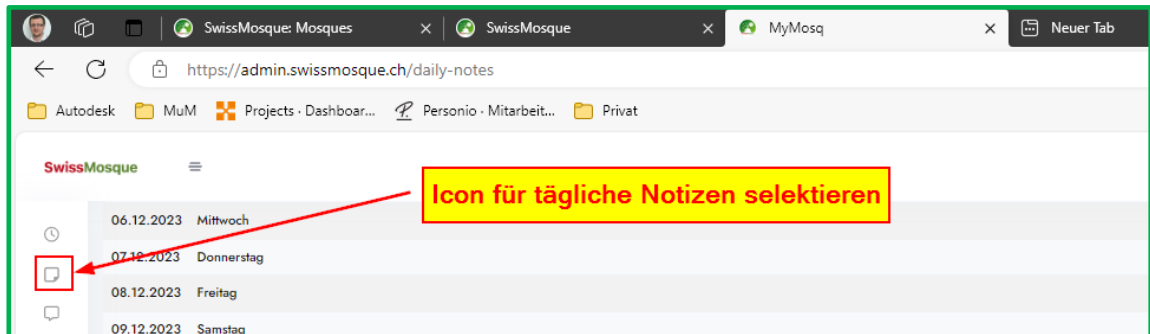 SwissMosque: Mosques
SwissMosque
MyMosq
Neuer Tab
https://admin.swissmosque.ch/daily-notes
Autodesk MuM Projects · Dashboar... Personio · Mitarbeit... Privat
SwissMosque
Icon für tägliche Notizen selektieren
06.12.2023 Mittwoch
07.12.2023 Donnerstag
08.12.2023 Freitag
09.12.2023 Samstag